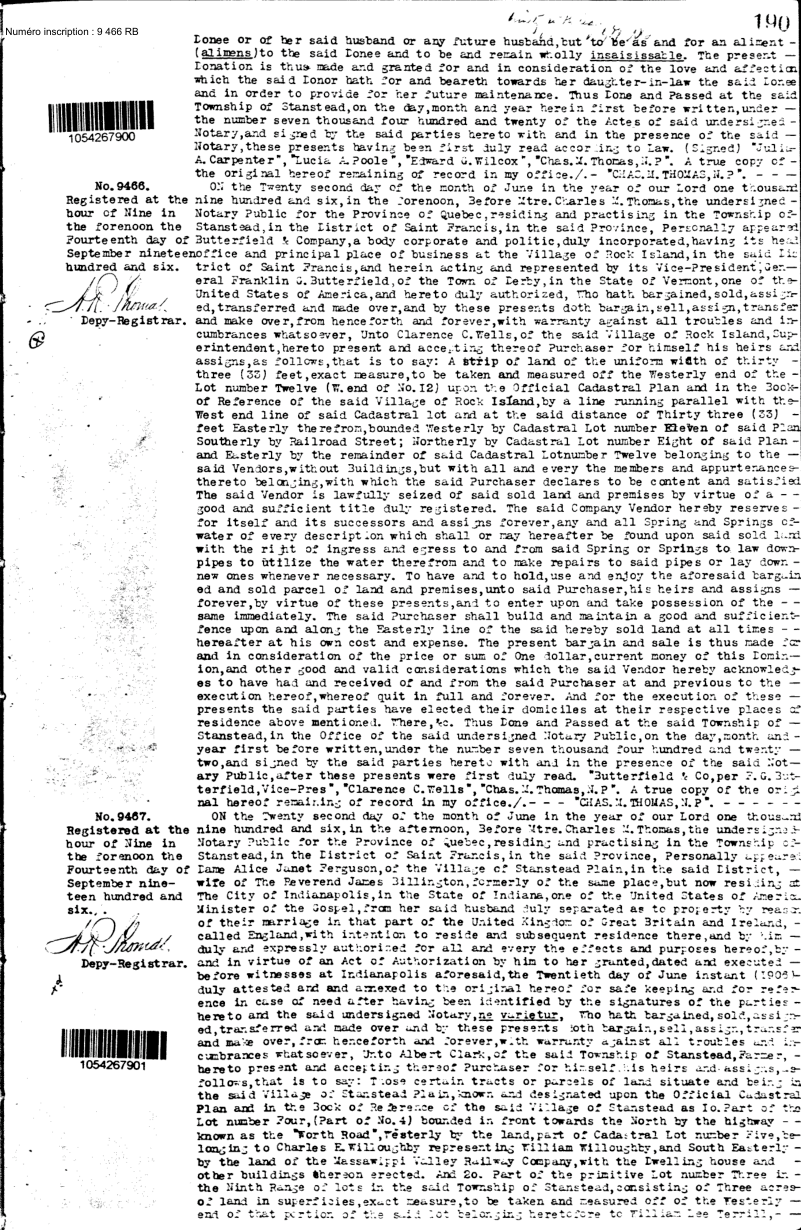 190
Numéro inscription : 9 466 RB
Donee or of her said husband or any future husband,but to be as and for an aliment -
(alimens)to the said Donee and to be and remain wholly insaisissable. The present —
Donation is thus made and granted for and in consideration of the love and affection
which the said Donor hath for and beareth towards her daughter-in-law the said Donee
and in order to provide for her future maintenance. Thus Done and Passed at the said
Township of Stanstead,on the day,month and year herein first before written,under —
the number seven thousand four hundred and twenty of the Actes of said undersigned -
Notary,and signed by the said parties hereto with and in the presence of the said —
Notary,these presents having been first duly read according to Law. (Signed) "Julia
A.Carpenter","Lucia A.Poole","Edward G.Wilcox","Chas.M.Thomas,N.P". A true copy of -
the original hereof remaining of record in my office./.- "CHAS.M.THOMAS,N.P". - - —
1054267900
No.9466.
Registered at the
hour of Nine in
the forenoon the
Fourteenth day of
September nineteen
hundred and six.
A.R. Thomas.
Depy-Registrar.
ON the Twenty second day of the month of June in the year of our Lord one thousand
nine hundred and six,in the forenoon, Before Mtre.Charles M.Thomas,the undersigned -
Notary Public for the Province of Quebec,residing and practising in the Township of-
Stanstead,in the District of Saint Francis,in the said Province, Personally appeared
Butterfield & Company,a body corporate and politic,duly incorporated,having its head
office and principal place of business at the Village of Rock Island,in the said Dis
trict of Saint Francis,and herein acting and represented by its Vice-President,Gen—
eral Franklin G.Butterfield,of the Town of Derby,in the State of Vermont,one of the-
United States of America,and hereto duly authorized, Who hath bargained,sold,assign-
ed,transferred and made over,and by these presents doth bargain,sell,assign,transfer
and make over,from henceforth and forever,with warranty against all troubles and in-
cumbrances whatsoever, Unto Clarence C.Wells,of the said Village of Rock Island,Sup-
erintendent,hereto present and accepting thereof Purchaser for himself his heirs and
assigns,as follows,that is to say: A strip of land of the uniform width of thirty -
three (33) feet,exact measure,to be taken and measured off the Westerly end of the -
Lot number Twelve (W.end of No.12) upon the Official Cadastral Plan and in the Book-
of Reference of the said Village of Rock Island,by a line running parallel with the-
West end line of said Cadastral lot and at the said distance of Thirty three (33) -
feet Easterly therefrom,bounded Westerly by Cadastral Lot number Eleven of said Plan
Southerly by Railroad Street; Northerly by Cadastral Lot number Eight of said Plan -
and Easterly by the remainder of said Cadastral Lotnumber Twelve belonging to the —
said Vendors,without Buildings,but with all and every the members and appurtenances-
thereto belonging,with which the said Purchaser declares to be content and satisfied
The said Vendor is lawfully seized of said sold land and premises by virtue of a - -
good and sufficient title duly registered. The said Company Vendor hereby reserves -
for itself and its successors and assigns forever,any and all Spring and Springs of-
water of every description which shall or may hereafter be found upon said sold land
with the right of ingress and egress to and from said Spring or Springs to law down-
pipes to utilize the water therefrom and to make repairs to said pipes or lay down -
new ones whenever necessary. To have and to hold,use and enjoy the aforesaid bargain
ed and sold parcel of land and premises,unto said Purchaser,his heirs and assigns —
forever,by virtue of these presents,and to enter upon and take possession of the - -
same immediately. The said Purchaser shall build and maintain a good and sufficient-
fence upon and along the Easterly line of the said hereby sold land at all times - -
hereafter at his own cost and expense. The present bargain and sale is thus made for
and in consideration of the price or sum of One dollar,current money of this Domin—
ion,and other good and valid considerations which the said Vendor hereby acknowledg-
es to have had and received of and from the said Purchaser at and previous to the —
execution hereof,whereof quit in full and forever. And for the execution of these —
presents the said parties have elected their domiciles at their respective places of
residence above mentioned. Where,&c. Thus Done and Passed at the said Township of —
Stanstead,in the Office of the said undersigned Notary Public,on the day,month and -
year first before written,under the number seven thousand four hundred and twenty —
two,and signed by the said parties hereto with and in the presence of the said Not—
ary Public,after these presents were first duly read. "Butterfield & Co,per F.G.But-
terfield,Vice-Pres","Clarence C.Wells","Chas.M.Thomas,N.P". A true copy of the origi
nal hereof remaining of record in my office./.- - - "CHAS.M.THOMAS,N.P". - - - - - -
No.9467.
Registered at the
hour of Nine in
the forenoon the
Fourteenth day of
September nine-
teen hundred and
six.
A.R. Thomas.
Depy-Registrar.
1054267901
ON the Twenty second day of the month of June in the year of our Lord one thousand
nine hundred and six,in the afternoon, Before Mtre.Charles M.Thomas,the undersigned-
Notary Public for the Province of Quebec,residing and practising in the Township of-
Stanstead,in the District of Saint Francis,in the said Province, Personally appeared
Dame Alice Janet Ferguson,of the Village of Stanstead Plain,in the said District, —
wife of The Reverend James Billington,formerly of the same place,but now residing at
The City of Indianapolis,in the State of Indiana,one of the United States of America
Minister of the Gospel,from her said husband duly separated as to property by reason
of their marriage in that part of the United Kingdom of Great Britain and Ireland, -
called England,with intention to reside and subsequent residence there,and by him -
duly and expressly authorized for all and every the effects and purposes hereof,by -
and in virtue of an Act of Authorization by him to her granted,dated and executed —
before witnesses at Indianapolis aforesaid,the Twentieth day of June instant (1906)-
duly attested and and annexed to the original hereof for safe keeping and for refer-
ence in case of need after having been identified by the signatures of the parties -
hereto and the said undersigned Notary,ne varietur, Who hath bargained,sold,assign-
ed,transferred and made over and by these presents doth bargain,sell,assign,transfer
and make over,from henceforth and forever,with warranty against all troubles and in-
cumbrances whatsoever, Unto Albert Clark,of the said Township of Stanstead,Farmer, -
hereto present and accepting thereof Purchaser for himself his heirs and assigns,as-
follows,that is to say: Those certain tracts or parcels of land situate and being in
the said Village of Stanstead Plain,known and designated upon the Official Cadastral
Plan and in the Book of Reference of the said Village of Stanstead as 1o.Part of the
Lot number Four,(Part of No.4) bounded in front towards the North by the highway - -
known as the "North Road",Westerly by the land,part of Cadastral Lot number Five,be-
longing to Charles E.Willoughby representing William Willoughby,and South Easterly -
by the land of the Massawippi Valley Railway Company,with the Dwelling house and -
other buildings thereon erected. And 2o. Part of the primitive Lot number Three in -
the Ninth Range of lots in the said Township of Stanstead,consisting of Three acres-
of land in superficies,exact measure,to be taken and measured off of the Westerly —
end of that portion of the said lot belonging heretofore to William Lee Terrill,- —